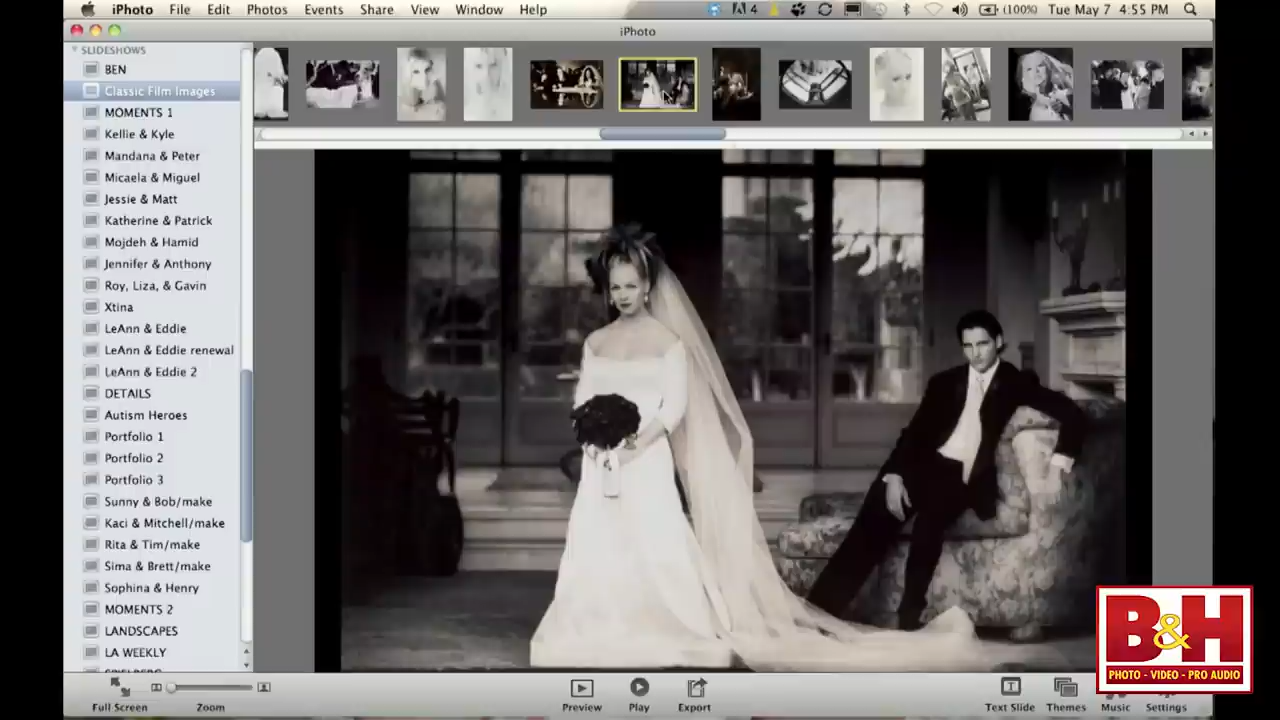 iPhoto File Edit Photos Events Share View Window Help 4 (100%) Tue May 7 4:55 PM
iPhoto
SLIDESHOWS
BEN
Classic Film Images
MOMENTS 1
Kellie & Kyle
Mandana & Peter
Micaela & Miguel
Jessie & Matt
Katherine & Patrick
Mojdeh & Hamid
Jennifer & Anthony
Roy, Liza, & Gavin
Xtina
LeAnn & Eddie
LeAnn & Eddie renewal
LeAnn & Eddie 2
DETAILS
Autism Heroes
Portfolio 1
Portfolio 2
Portfolio 3
Sunny & Bob/make
Kaci & Mitchell/make
Rita & Tim/make
Sima & Brett/make
Sophina & Henry
MOMENTS 2
LANDSCAPES
LA WEEKLY
B&H
PHOTO - VIDEO - PRO AUDIO
Full Screen Zoom Preview Play Export Text Slide Themes Music Settings